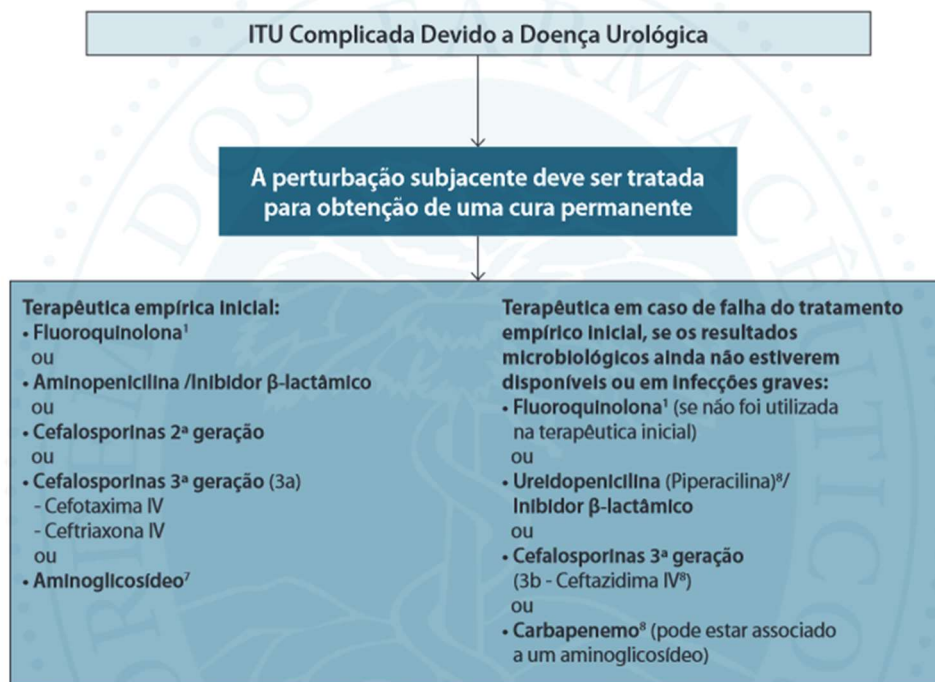 ITU Complicada Devido a Doença Urológica
A perturbação subjacente deve ser tratada
para obtenção de uma cura permanente
Terapêutica empírica inicial:
• Fluoroquinolona¹
ou
• Aminopenicilina /Inibidor β-lactâmico
ou
• Cefalosporinas 2ª geração
ou
• Cefalosporinas 3ª geração (3a)
- Cefotaxima IV
- Ceftriaxona IV
ou
• Aminoglicosídeo⁷
Terapêutica em caso de falha do tratamento
empírico inicial, se os resultados
microbiológicos ainda não estiverem
disponíveis ou em infecções graves:
• Fluoroquinolona¹ (se não foi utilizada
na terapêutica inicial)
ou
• Ureidopenicilina (Piperacilina)⁸/
Inibidor β-lactâmico
ou
• Cefalosporinas 3ª geração
(3b - Ceftazidima IV⁸)
ou
• Carbapenemo⁸ (pode estar associado
a um aminoglicosídeo)